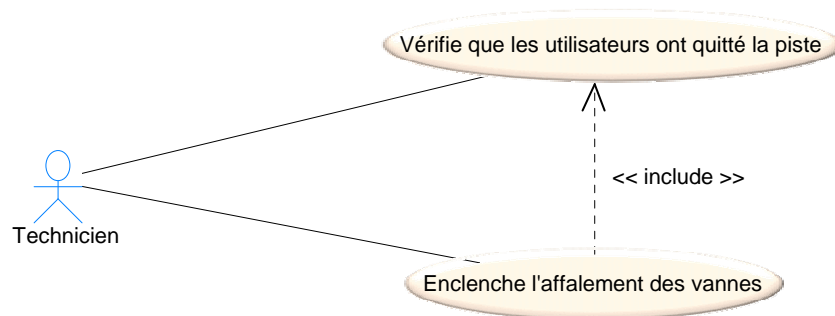 Vérifie que les utilisateurs ont quitté la piste
<< include >>
Technicien
Enclenche l'affalement des vannes